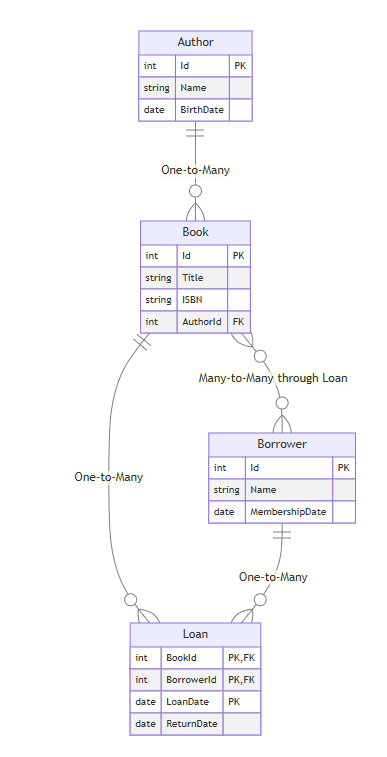 Author
int Id PK
string Name
date BirthDate
One-to-Many
Book
int Id PK
string Title
string ISBN
int AuthorId FK
Many-to-Many through Loan
Borrower
int Id PK
string Name
date MembershipDate
One-to-Many
One-to-Many
Loan
int BookId PK,FK
int BorrowerId PK,FK
date LoanDate PK
date ReturnDate